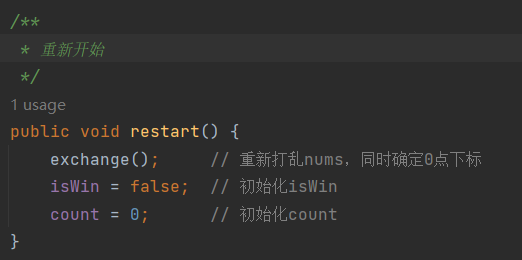 /**
 * 重新开始
 */
1 usage
public void restart() {
    exchange();     // 重新打乱nums，同时确定0点下标
    isWin = false;  // 初始化isWin
    count = 0;      // 初始化count
}